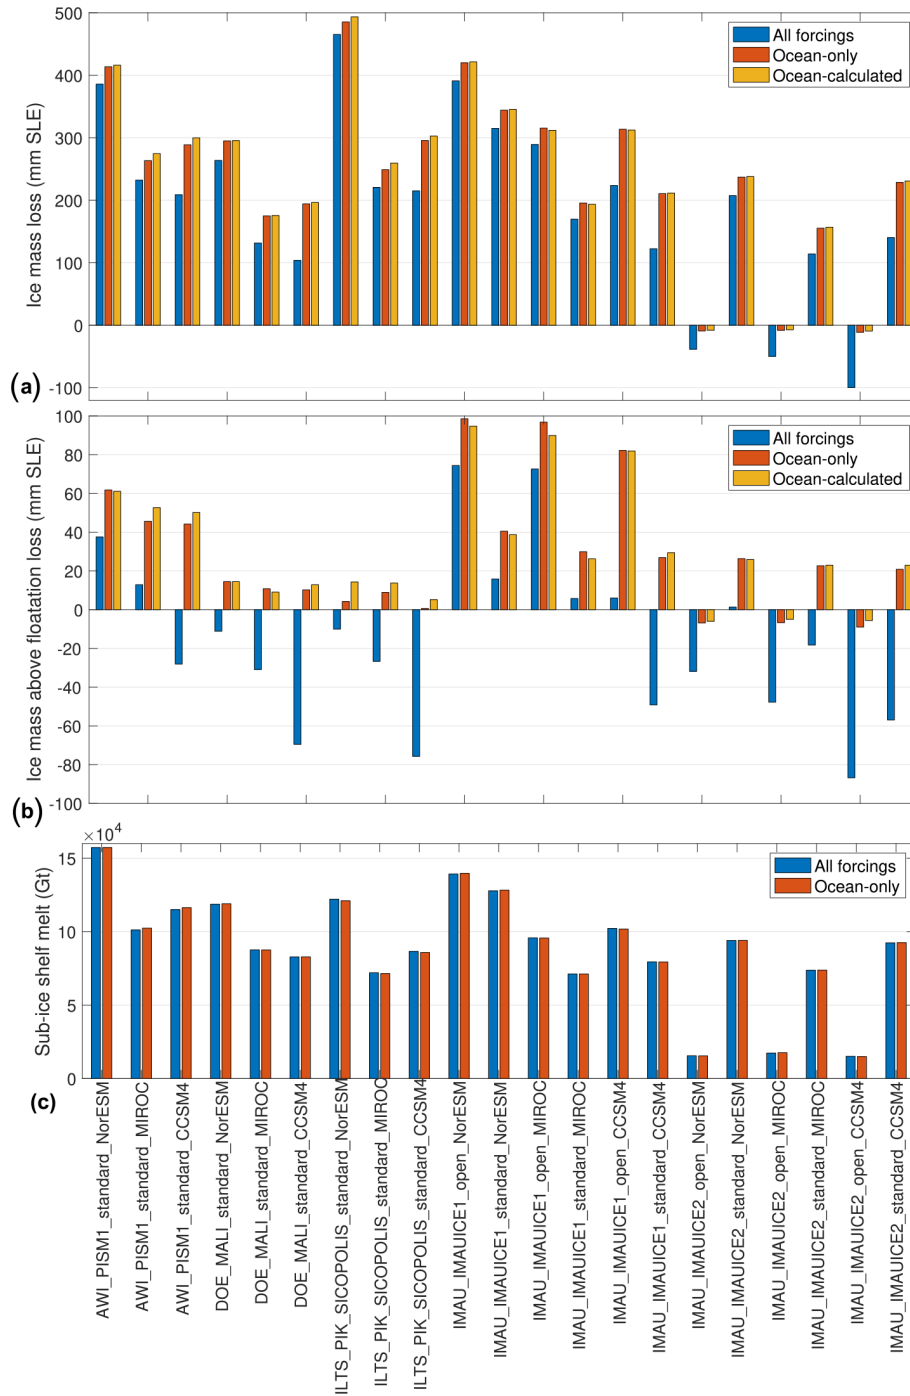 500
400
300
200
100
0
-100
Ice mass loss (mm SLE)
All forcings
Ocean-only
Ocean-calculated
(a)
100
80
60
40
20
0
-20
-40
-60
-80
-100
Ice mass above floatation loss (mm SLE)
All forcings
Ocean-only
Ocean-calculated
(b)
×10⁴
15
10
5
0
Sub-ice shelf melt (Gt)
All forcings
Ocean-only
(c)
AWI_PISM1_standard_NorESM
AWI_PISM1_standard_MIROC
AWI_PISM1_standard_CCSM4
DOE_MALI_standard_NorESM
DOE_MALI_standard_MIROC
DOE_MALI_standard_CCSM4
ILTS_PIK_SICOPOLIS_standard_NorESM
ILTS_PIK_SICOPOLIS_standard_MIROC
ILTS_PIK_SICOPOLIS_standard_CCSM4
IMAU_IMAUICE1_open_NorESM
IMAU_IMAUICE1_standard_NorESM
IMAU_IMAUICE1_open_MIROC
IMAU_IMAUICE1_standard_MIROC
IMAU_IMAUICE1_open_CCSM4
IMAU_IMAUICE1_standard_CCSM4
IMAU_IMAUICE2_open_NorESM
IMAU_IMAUICE2_standard_NorESM
IMAU_IMAUICE2_open_MIROC
IMAU_IMAUICE2_standard_MIROC
IMAU_IMAUICE2_open_CCSM4
IMAU_IMAUICE2_standard_CCSM4